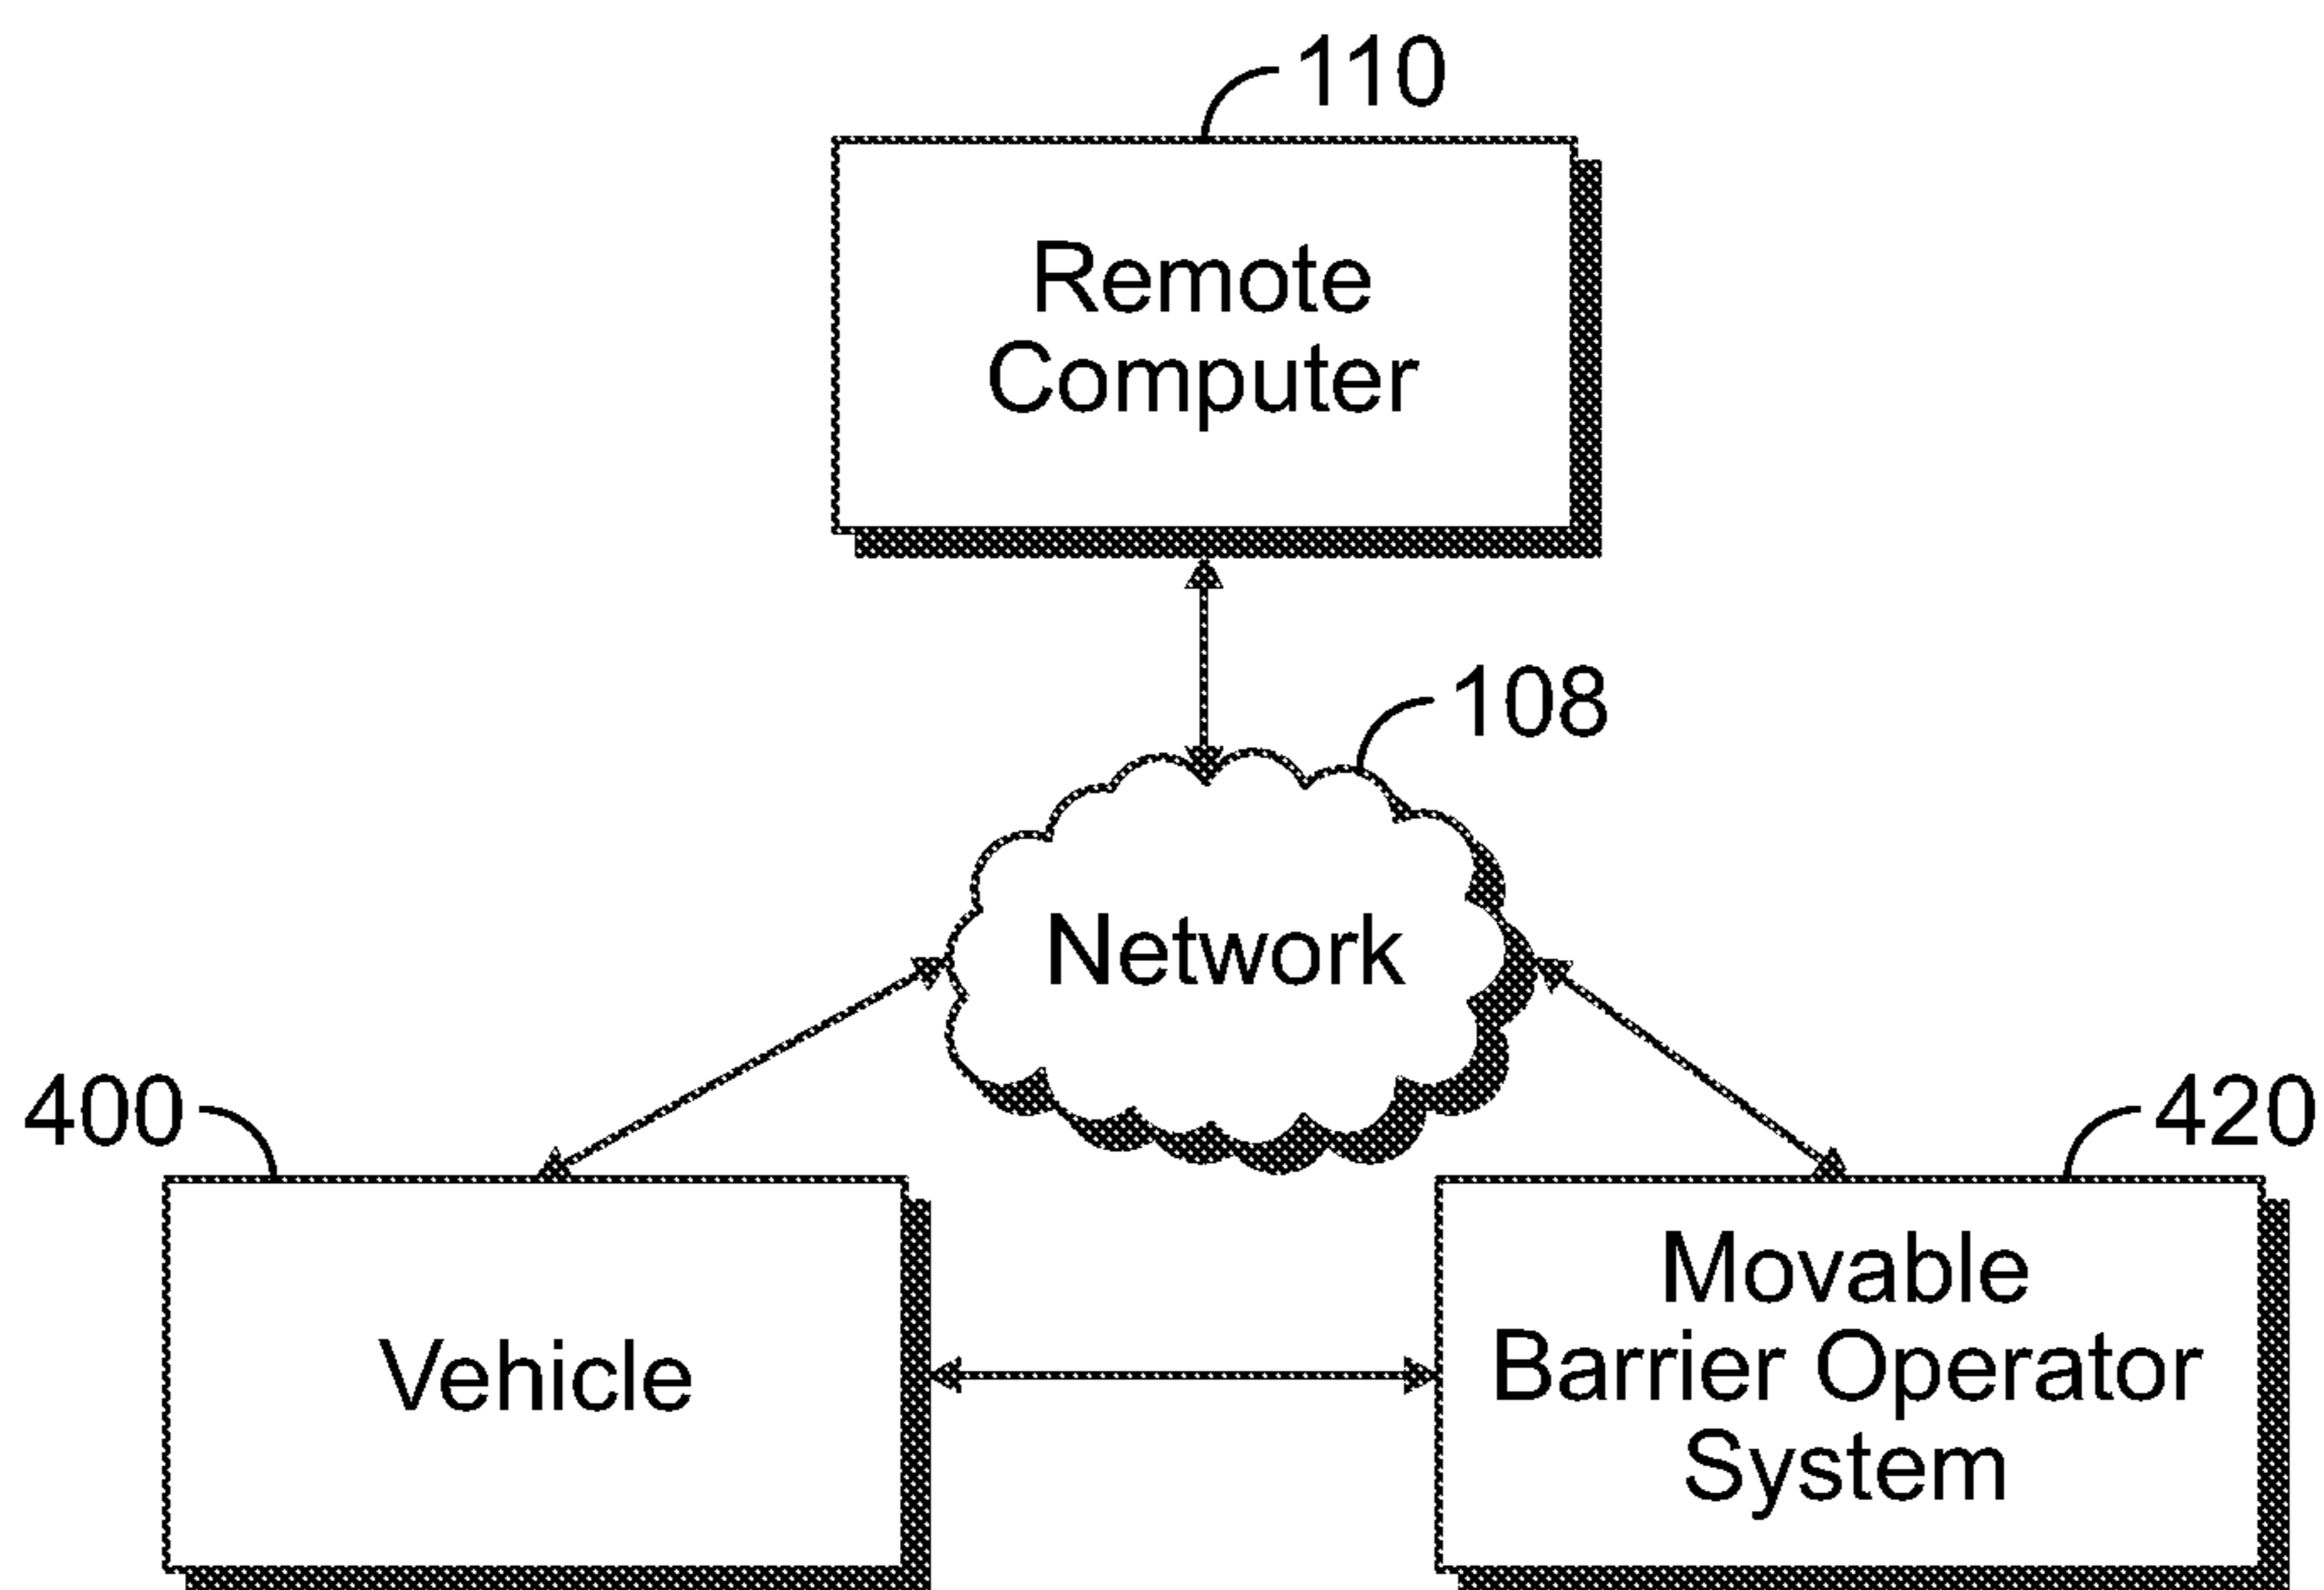 110
Remote
Computer
108
Network
400
420
Vehicle
Movable
Barrier Operator
System